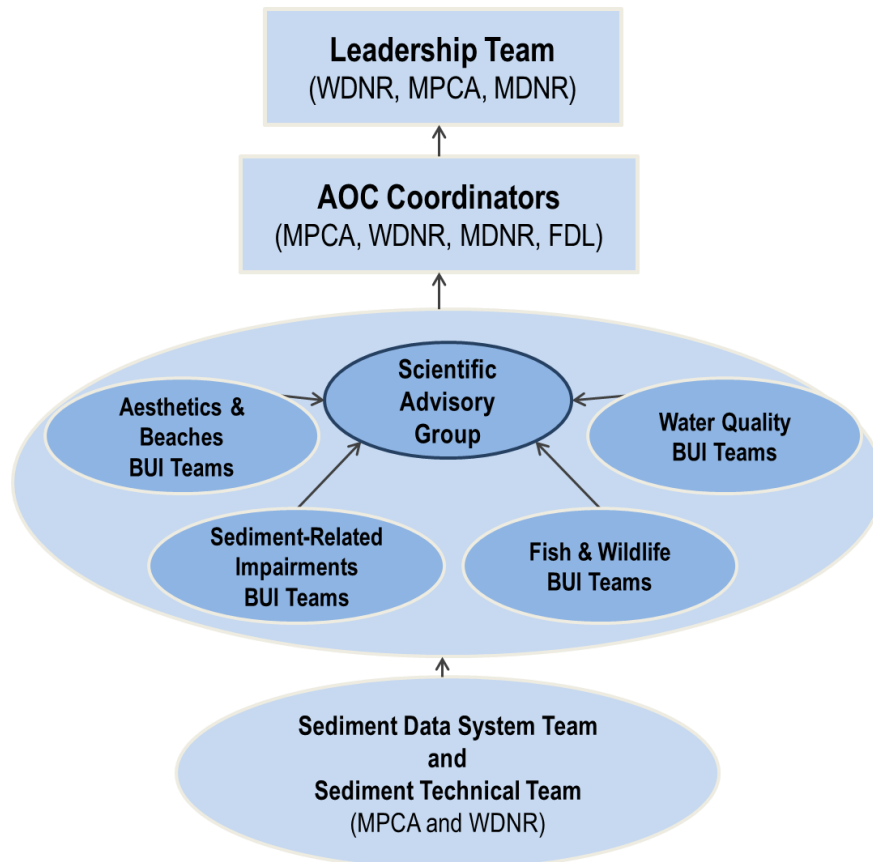 Leadership Team
(WDNR, MPCA, MDNR)
AOC Coordinators
(MPCA, WDNR, MDNR, FDL)
Scientific
Advisory
Group
Aesthetics &
Beaches
BUI Teams
Water Quality
BUI Teams
Sediment-Related
Impairments
BUI Teams
Fish & Wildlife
BUI Teams
Sediment Data System Team
and
Sediment Technical Team
(MPCA and WDNR)